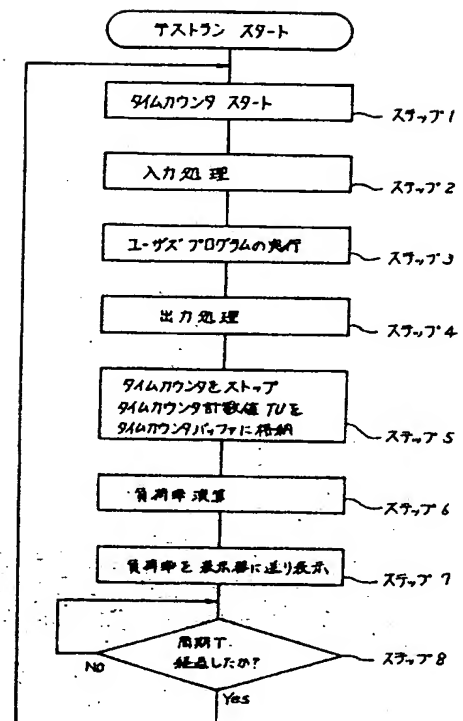 テストラン スタート
タイムカウンタ スタート
ステップ1
入力処理
ステップ2
ユーザズプログラムの実行
ステップ3
出力処理
ステップ4
タイムカウンタをストップ
タイムカウンタ計数値TUを
タイムカウンタバッファに格納
ステップ5
負荷率演算
ステップ6
負荷率を表示器に送り表示
ステップ7
周期T
経過したか?
ステップ8
No
Yes